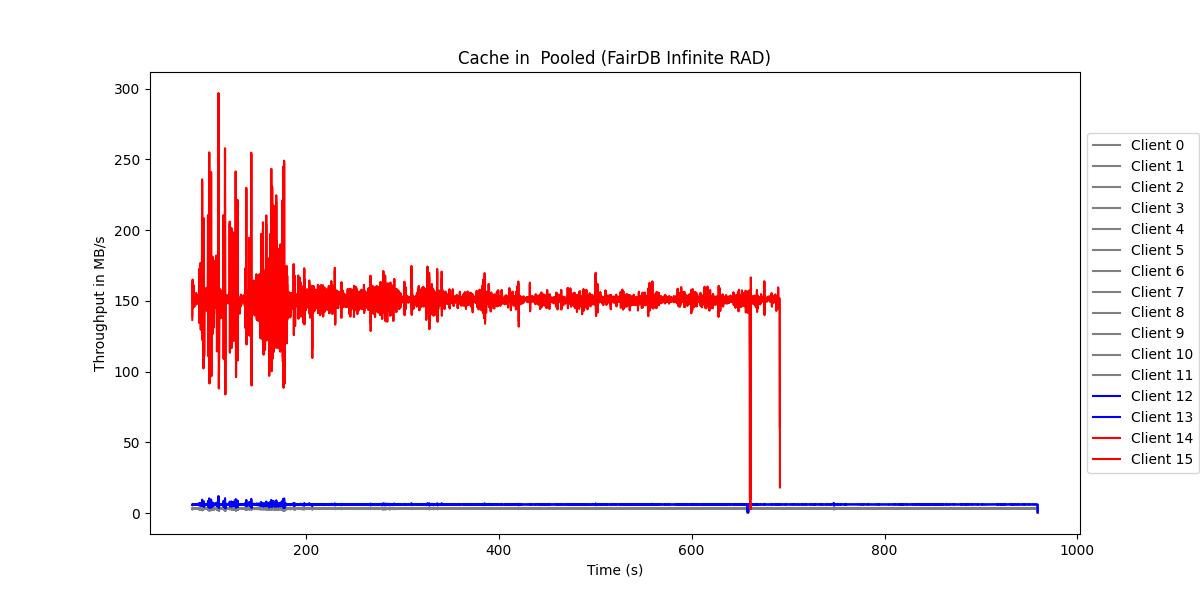 Cache in  Pooled (FairDB Infinite RAD)
Throughput in MB/s
300
250
200
150
100
50
0
200
400
600
800
1000
Time (s)
Client 0
Client 1
Client 2
Client 3
Client 4
Client 5
Client 6
Client 7
Client 8
Client 9
Client 10
Client 11
Client 12
Client 13
Client 14
Client 15